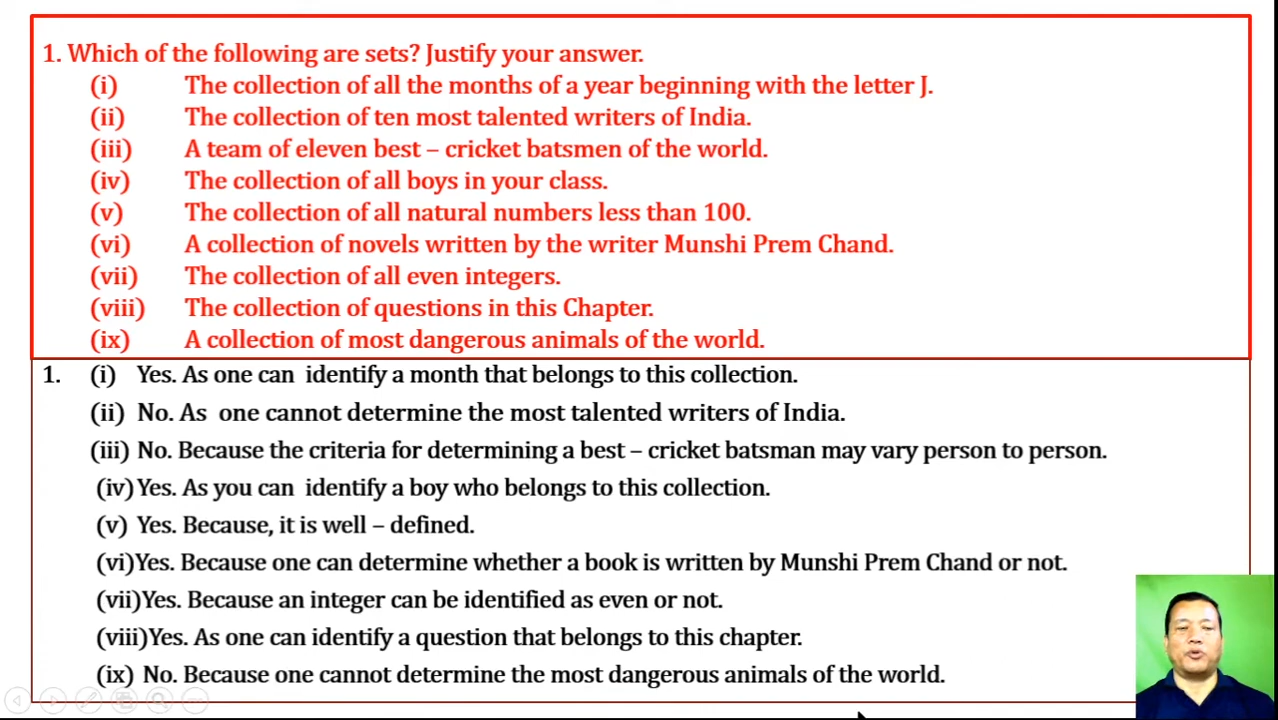 1. Which of the following are sets? Justify your answer.
(i) The collection of all the months of a year beginning with the letter J.
(ii) The collection of ten most talented writers of India.
(iii) A team of eleven best – cricket batsmen of the world.
(iv) The collection of all boys in your class.
(v) The collection of all natural numbers less than 100.
(vi) A collection of novels written by the writer Munshi Prem Chand.
(vii) The collection of all even integers.
(viii) The collection of questions in this Chapter.
(ix) A collection of most dangerous animals of the world.
1. (i) Yes. As one can identify a month that belongs to this collection.
(ii) No. As one cannot determine the most talented writers of India.
(iii) No. Because the criteria for determining a best – cricket batsman may vary person to person.
(iv) Yes. As you can identify a boy who belongs to this collection.
(v) Yes. Because, it is well – defined.
(vi)Yes. Because one can determine whether a book is written by Munshi Prem Chand or not.
(vii)Yes. Because an integer can be identified as even or not.
(viii)Yes. As one can identify a question that belongs to this chapter.
(ix) No. Because one cannot determine the most dangerous animals of the world.